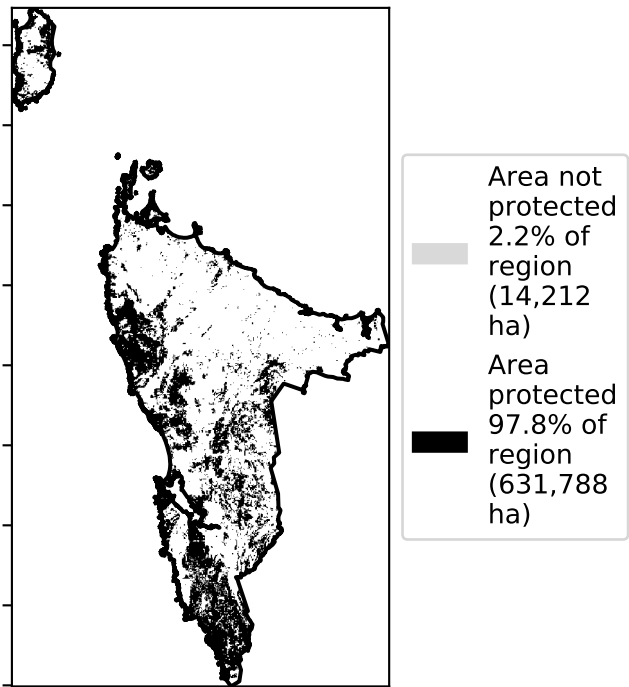 Area not
protected
2.2% of
region
(14,212
ha)
Area
protected
97.8% of
region
(631,788
ha)